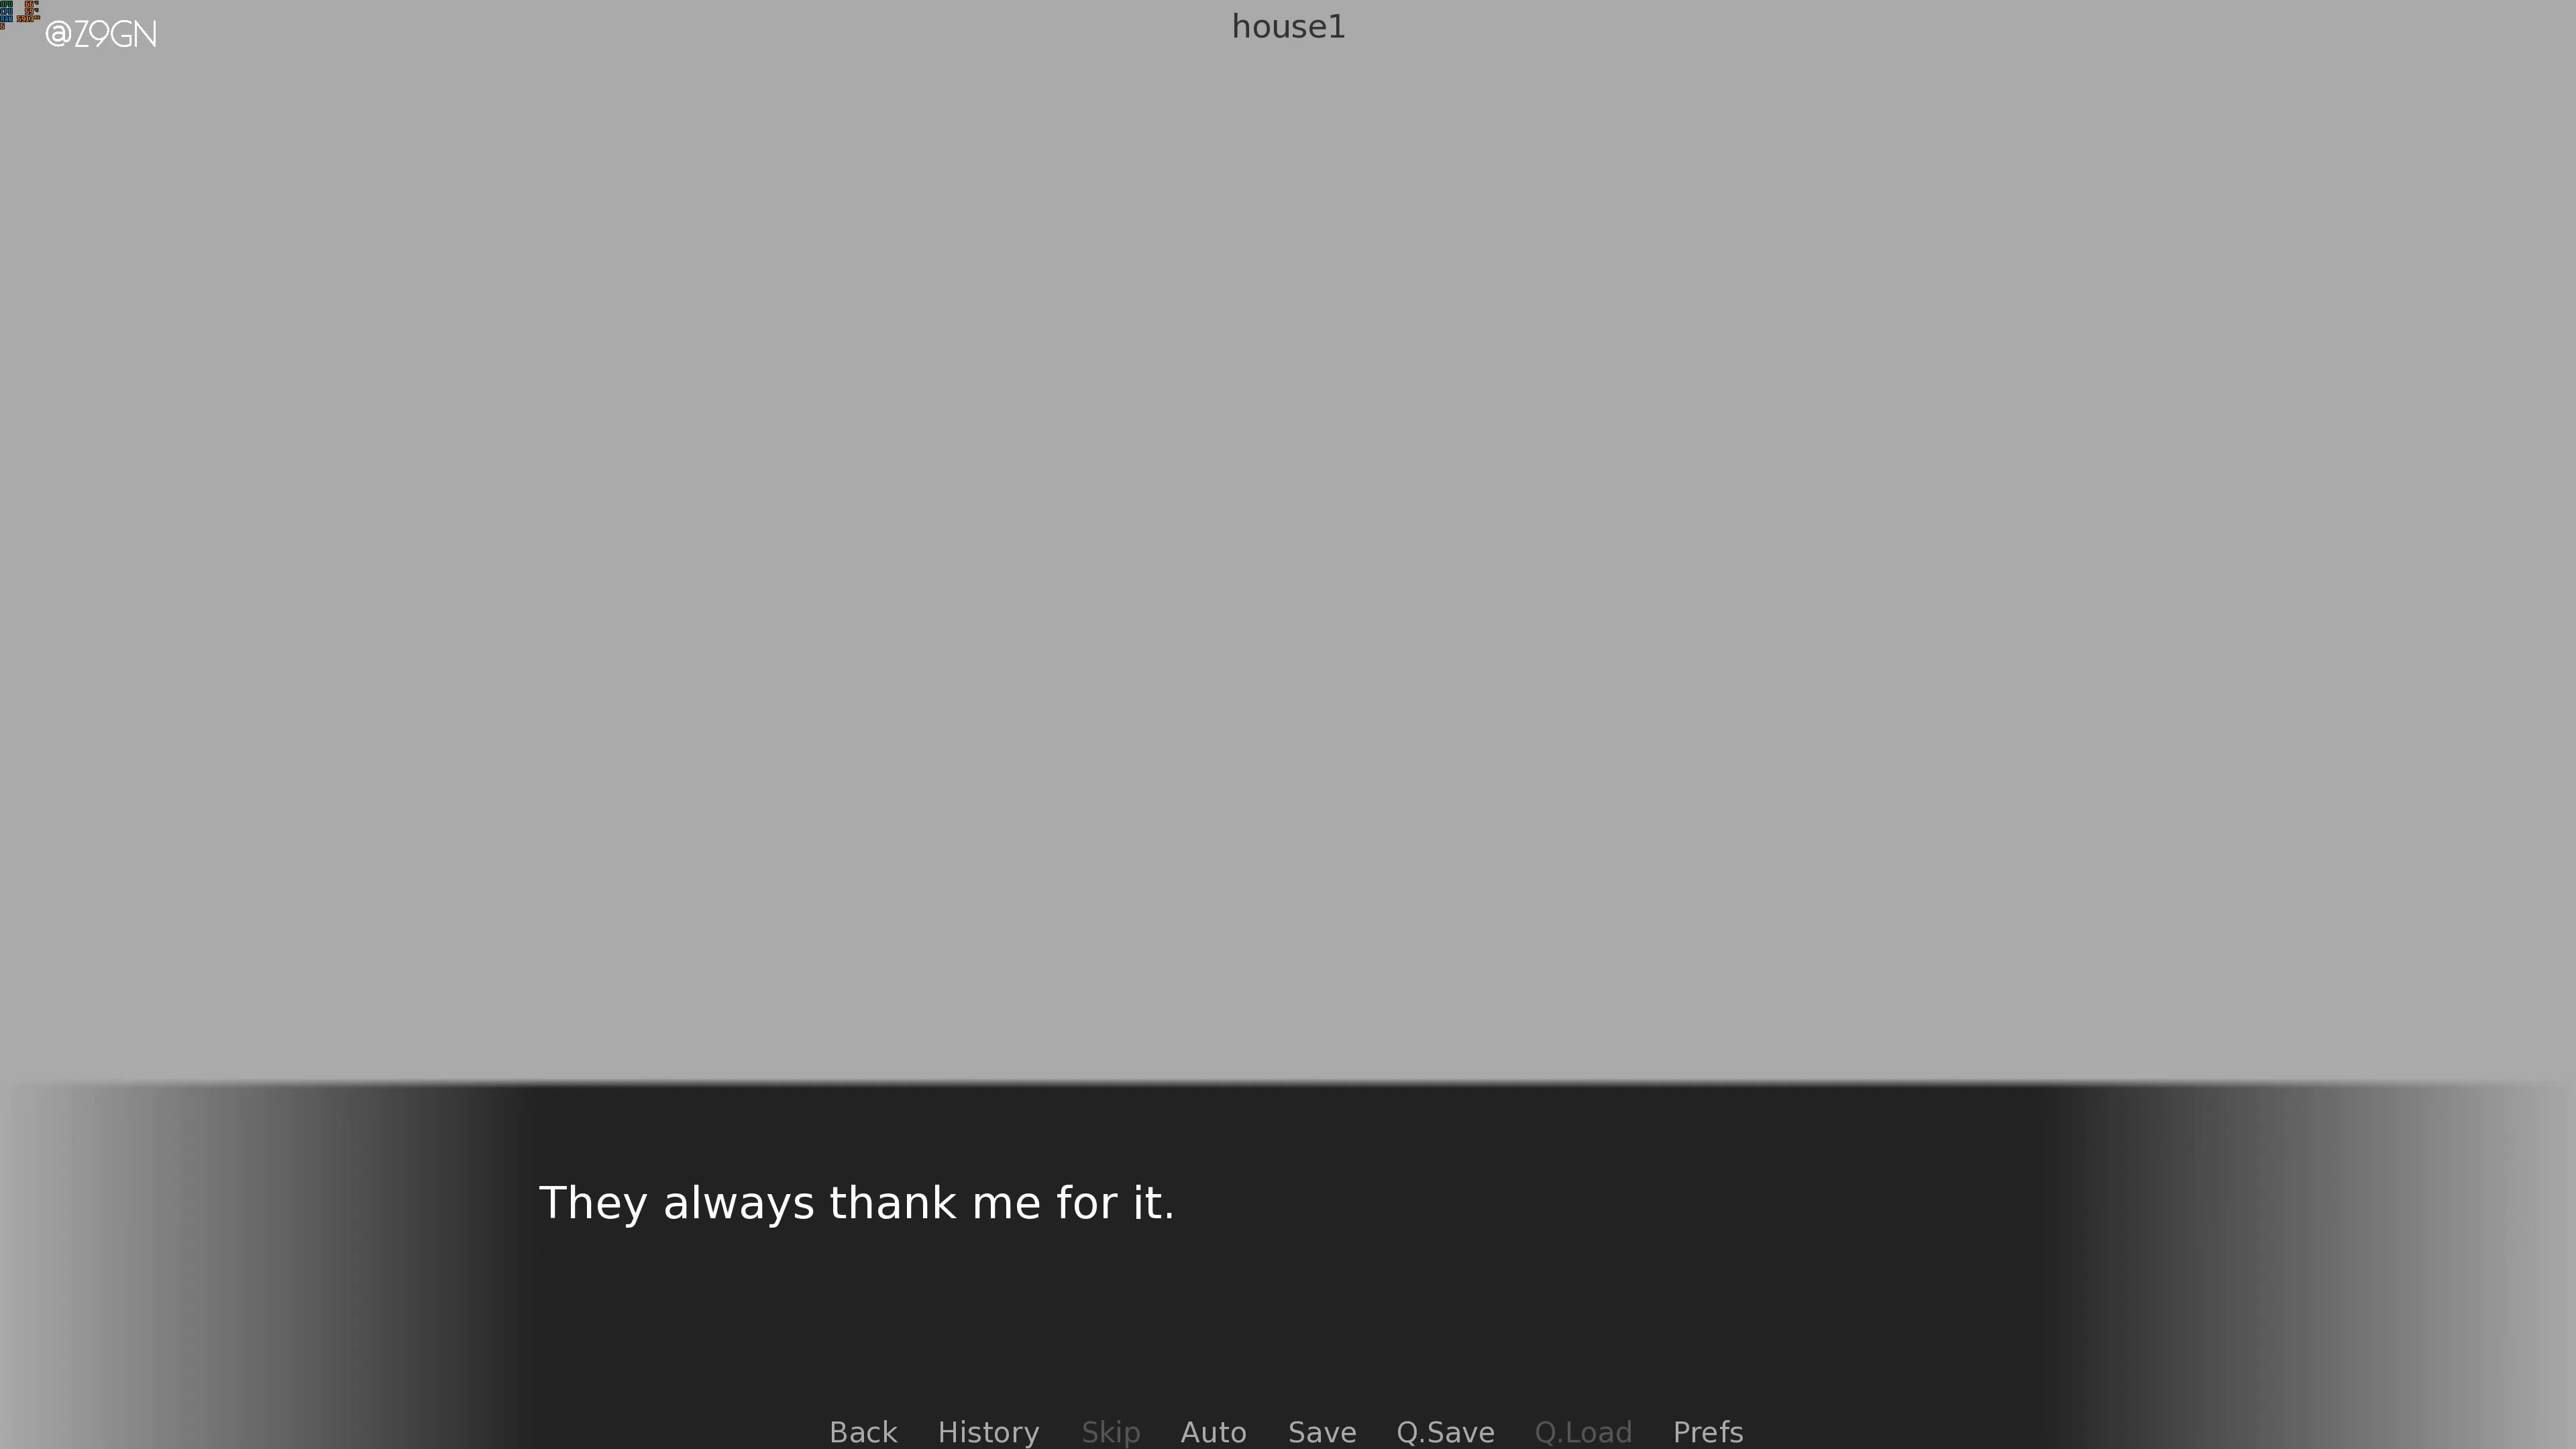 @Z9GN
house1
They always thank me for it.
Back History Skip Auto Save Q.Save Q.Load Prefs